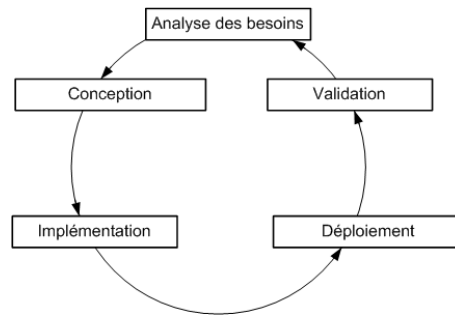 Analyse des besoins
Conception
Validation
Implémentation
Déploiement